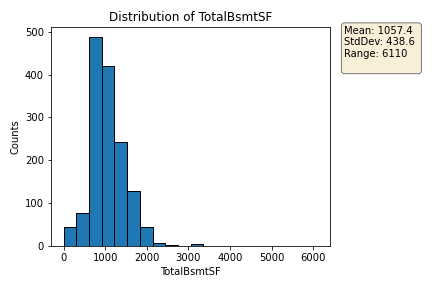 Distribution of TotalBsmtSF
Mean: 1057.4
StdDev: 438.6
Range: 6110
500
400
300
200
100
0
Counts
0 1000 2000 3000 4000 5000 6000
TotalBsmtSF